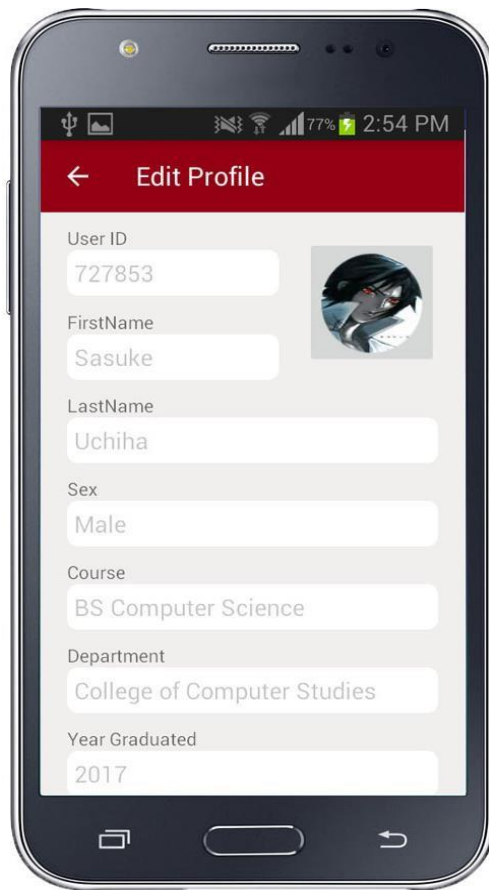 77% 2:54 PM
Edit Profile
User ID
727853
FirstName
Sasuke
LastName
Uchiha
Sex
Male
Course
BS Computer Science
Department
College of Computer Studies
Year Graduated
2017